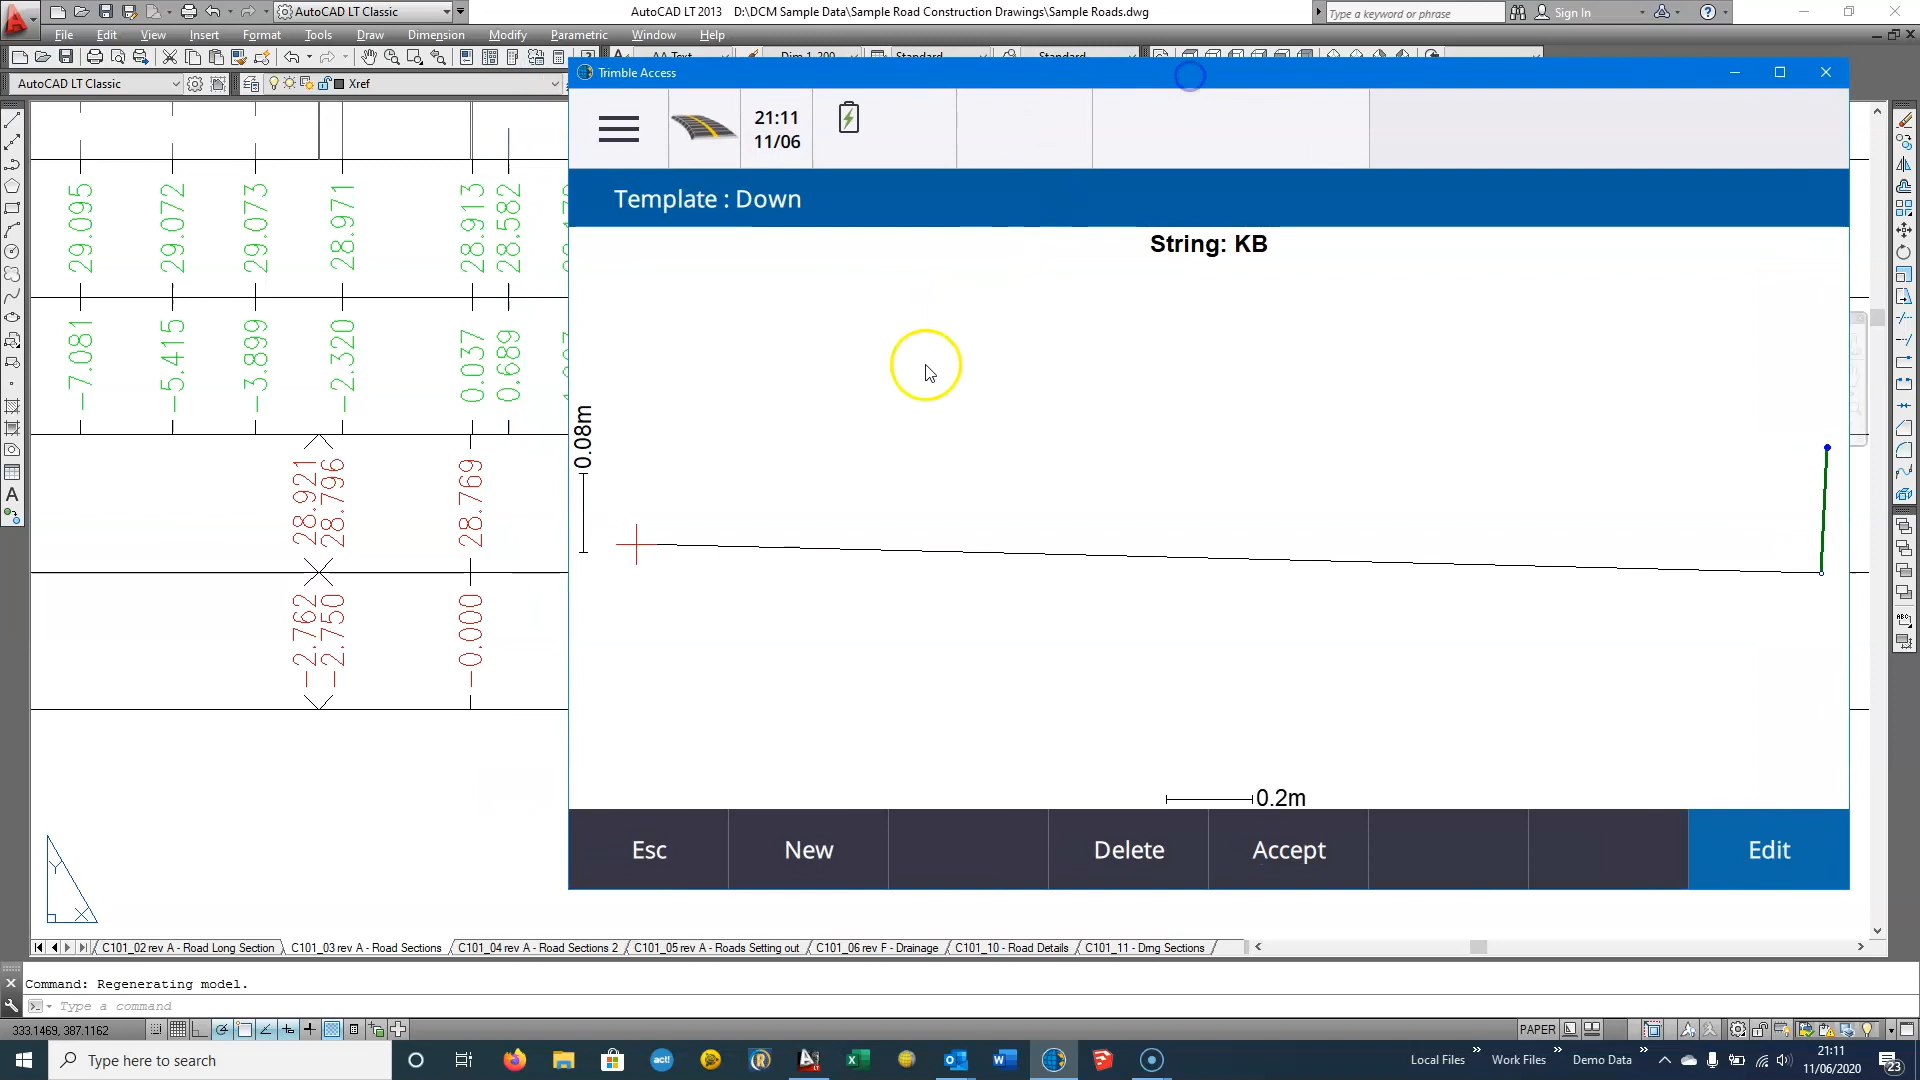 AutoCAD LT Classic
AutoCAD LT 2013 D:\DCM Sample Data\Sample Road Construction Drawings\Sample Roads.dwg
Type a keyword or phrase
Sign In
File Edit View Insert Format Tools Draw Dimension Modify Parametric Window Help
AutoCAD LT Classic
Xref
Trimble Access
21:11
11/06
Template : Down
String: KB
0.08m
0.2m
Esc New Delete Accept Edit
29.095 29.072 29.073 28.971 28.913 28.582
-7.081 -5.415 -3.899 -2.320 0.037 0.689
28.921 28.796 28.769
-2.762 -2.750 -0.000
Y
X
C101_02 rev A - Road Long Section C101_03 rev A - Road Sections C101_04 rev A - Road Sections 2 C101_05 rev A - Roads Setting out C101_06 rev F - Drainage C101_10 - Road Details C101_11 - Drng Sections
Command: Regenerating model.
Type a command
333.1469, 387.1162
PAPER
Type here to search
Local Files Work Files Demo Data
21:11
11/06/2020
23